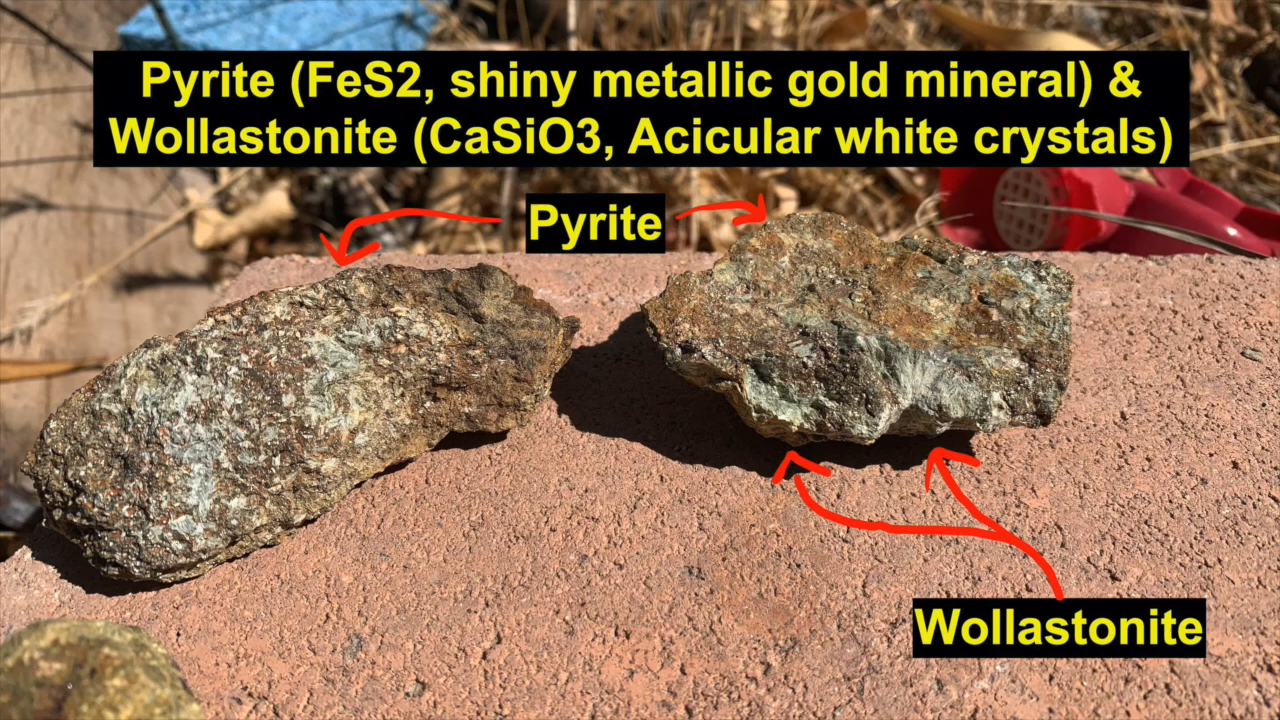 Pyrite (FeS2, shiny metallic gold mineral) &
Wollastonite (CaSiO3, Acicular white crystals)
Pyrite
Wollastonite